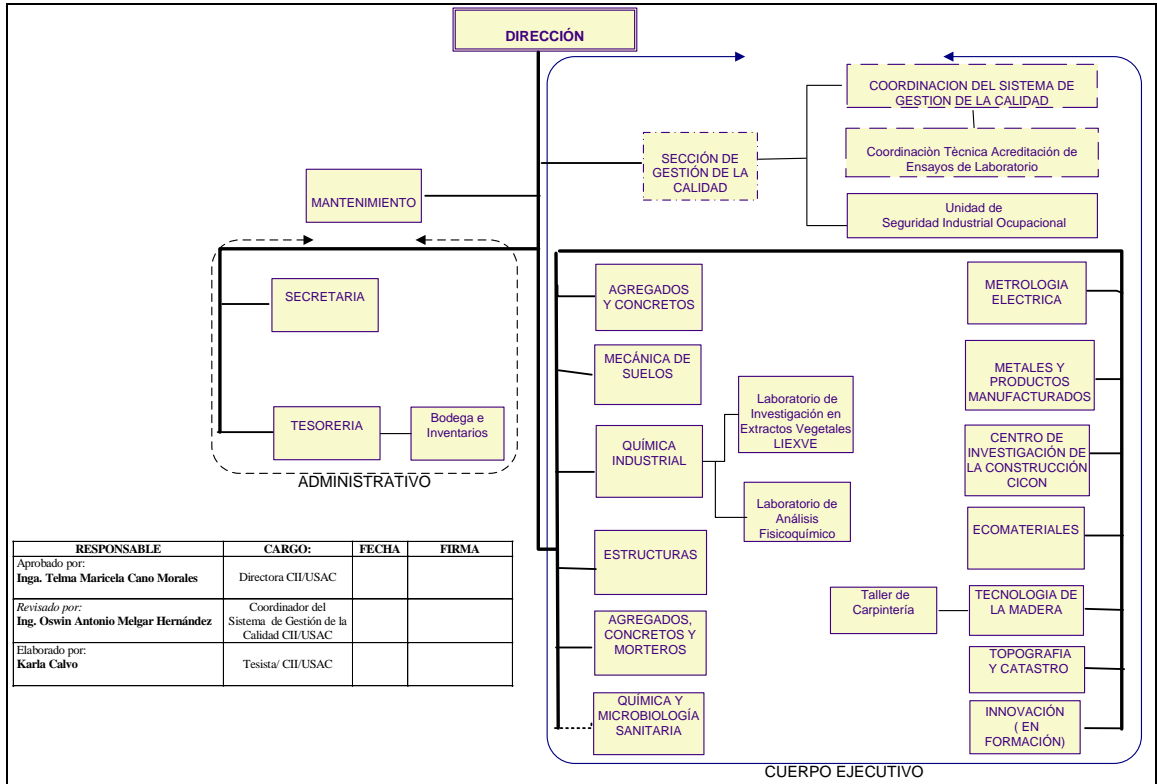 DIRECCIÓN
COORDINACION DEL SISTEMA DE
GESTION DE LA CALIDAD
SECCIÓN DE
GESTIÓN DE LA
CALIDAD
Coordinaciòn Tècnica Acreditación de
Ensayos de Laboratorio
Unidad de
Seguridad Industrial Ocupacional
MANTENIMIENTO
SECRETARIA
TESORERIA
Bodega e
Inventarios
ADMINISTRATIVO
AGREGADOS
Y CONCRETOS
MECÁNICA DE
SUELOS
QUÍMICA
INDUSTRIAL
Laboratorio de
Investigación en
Extractos Vegetales
LIEXVE
Laboratorio de
Análisis
Fisicoquímico
ESTRUCTURAS
AGREGADOS,
CONCRETOS Y
MORTEROS
QUÍMICA Y
MICROBIOLOGÍA
SANITARIA
METROLOGIA
ELECTRICA
METALES Y
PRODUCTOS
MANUFACTURADOS
CENTRO DE
INVESTIGACIÓN DE
LA CONSTRUCCIÓN
CICON
ECOMATERIALES
Taller de
Carpintería
TECNOLOGIA DE
LA MADERA
TOPOGRAFIA
Y CATASTRO
INNOVACIÓN
( EN
FORMACIÓN)
CUERPO EJECUTIVO
RESPONSABLE CARGO: FECHA FIRMA
Aprobado por:
Inga. Telma Maricela Cano Morales
Directora CII/USAC
Revisado por:
Ing. Oswin Antonio Melgar Hernández
Coordinador del
Sistema de Gestión de la
Calidad CII/USAC
Elaborado por:
Karla Calvo
Tesista/ CII/USAC